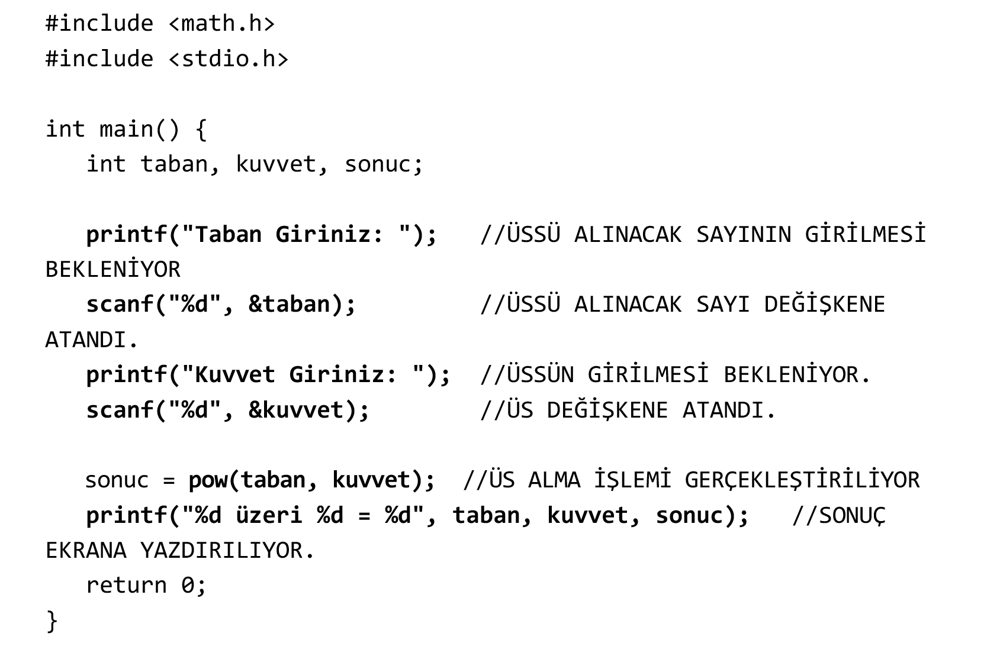 #include <math.h>
#include <stdio.h>
int main() {
int taban, kuvvet, sonuc;
printf("Taban Giriniz: ");   //ÜSSÜ ALINACAK SAYININ GİRİLMESİ
BEKLENİYOR
scanf("%d", &taban);         //ÜSSÜ ALINACAK SAYI DEĞİŞKENE
ATANDI.
printf("Kuvvet Giriniz: ");  //ÜSSÜN GİRİLMESİ BEKLENİYOR.
scanf("%d", &kuvvet);        //ÜS DEĞİŞKENE ATANDI.
sonuc = pow(taban, kuvvet);  //ÜS ALMA İŞLEMİ GERÇEKLEŞTİRİLİYOR
printf("%d üzeri %d = %d", taban, kuvvet, sonuc);   //SONUÇ
EKRANA YAZDIRILIYOR.
return 0;
}